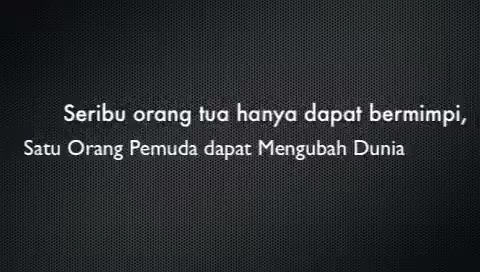 Seribu orang tua hanya dapat bermimpi,
Satu Orang Pemuda dapat Mengubah Dunia